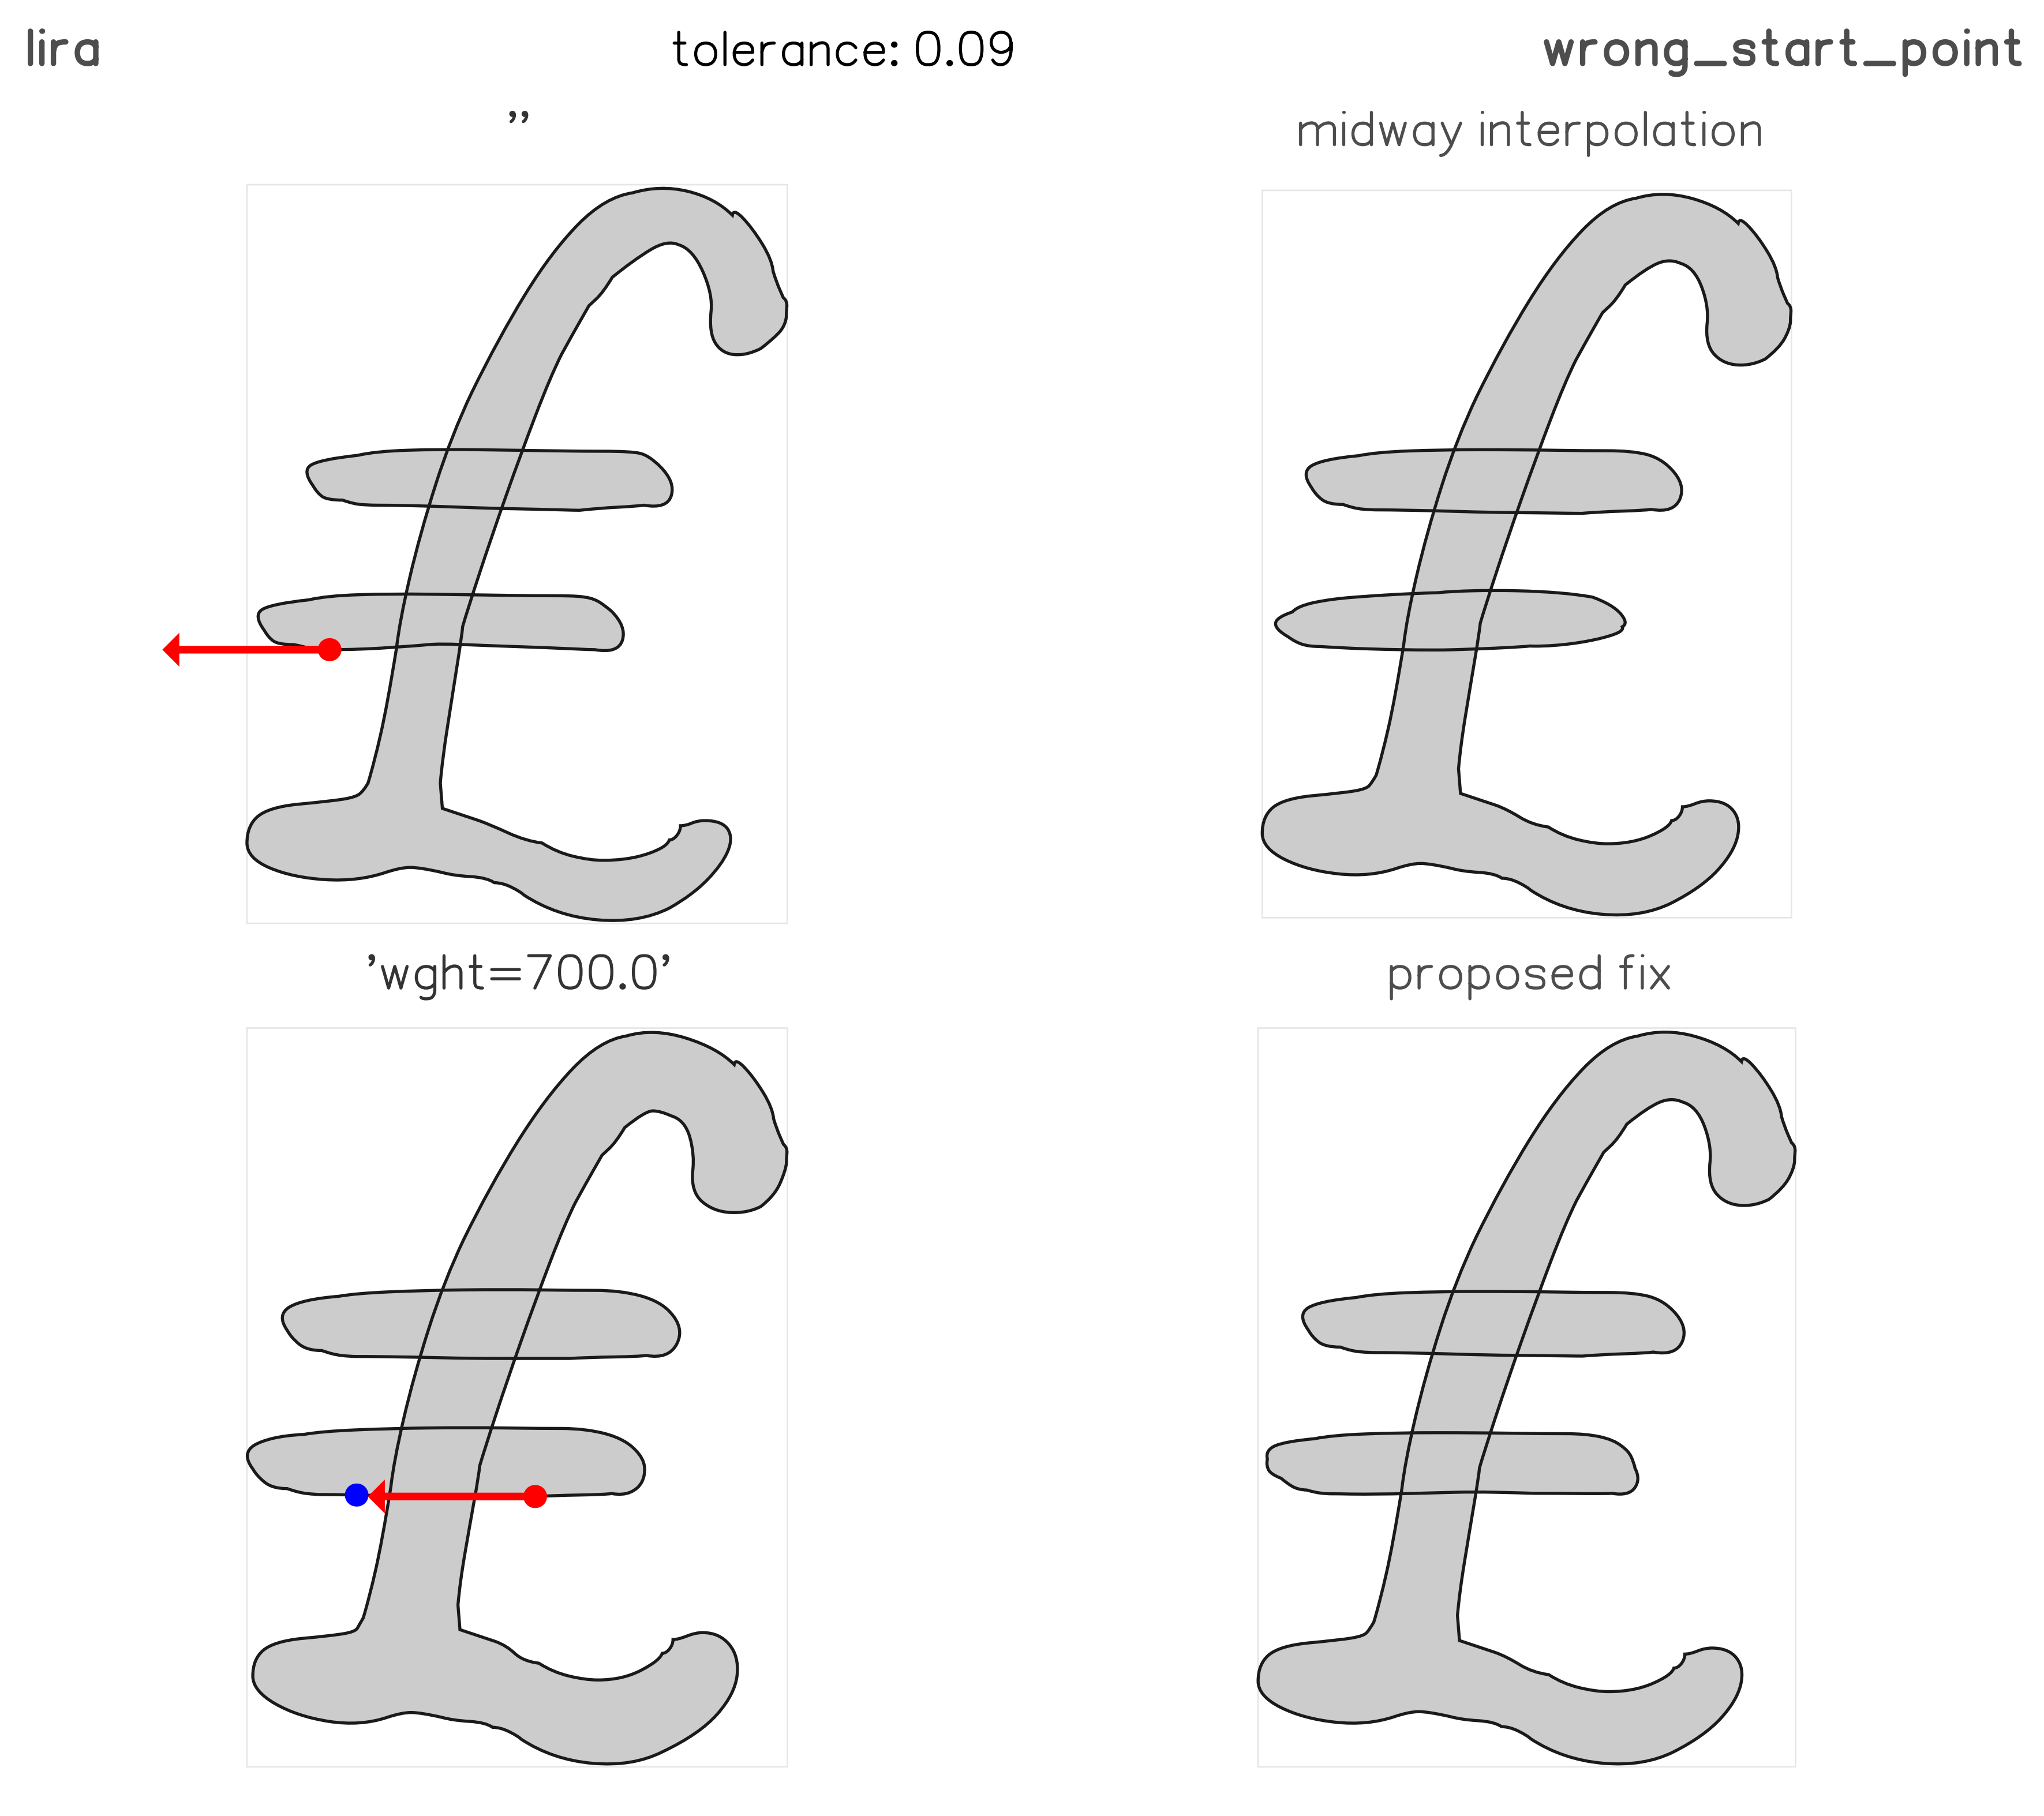 lira
tolerance: 0.09
wrong_start_point
’’
midway interpolation
’wght=700.0’
proposed fix